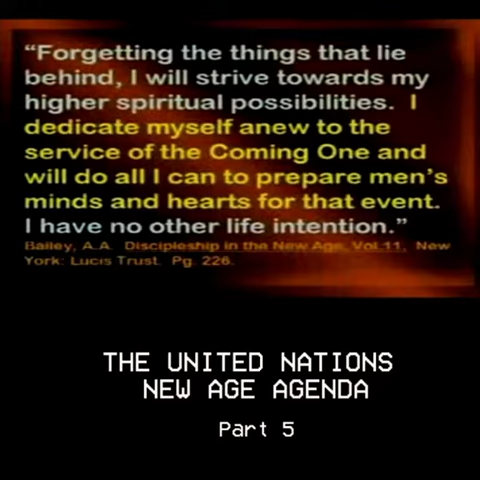 “Forgetting the things that lie
behind, I will strive towards my
higher spiritual possibilities. I
dedicate myself anew to the
service of the Coming One and
will do all I can to prepare men’s
minds and hearts for that event.
I have no other life intention.”
Bailey, A.A. Discipleship in the New Age, Vol.11, New
York: Lucis Trust. Pg. 226.
THE UNITED NATIONS
NEW AGE AGENDA
Part 5